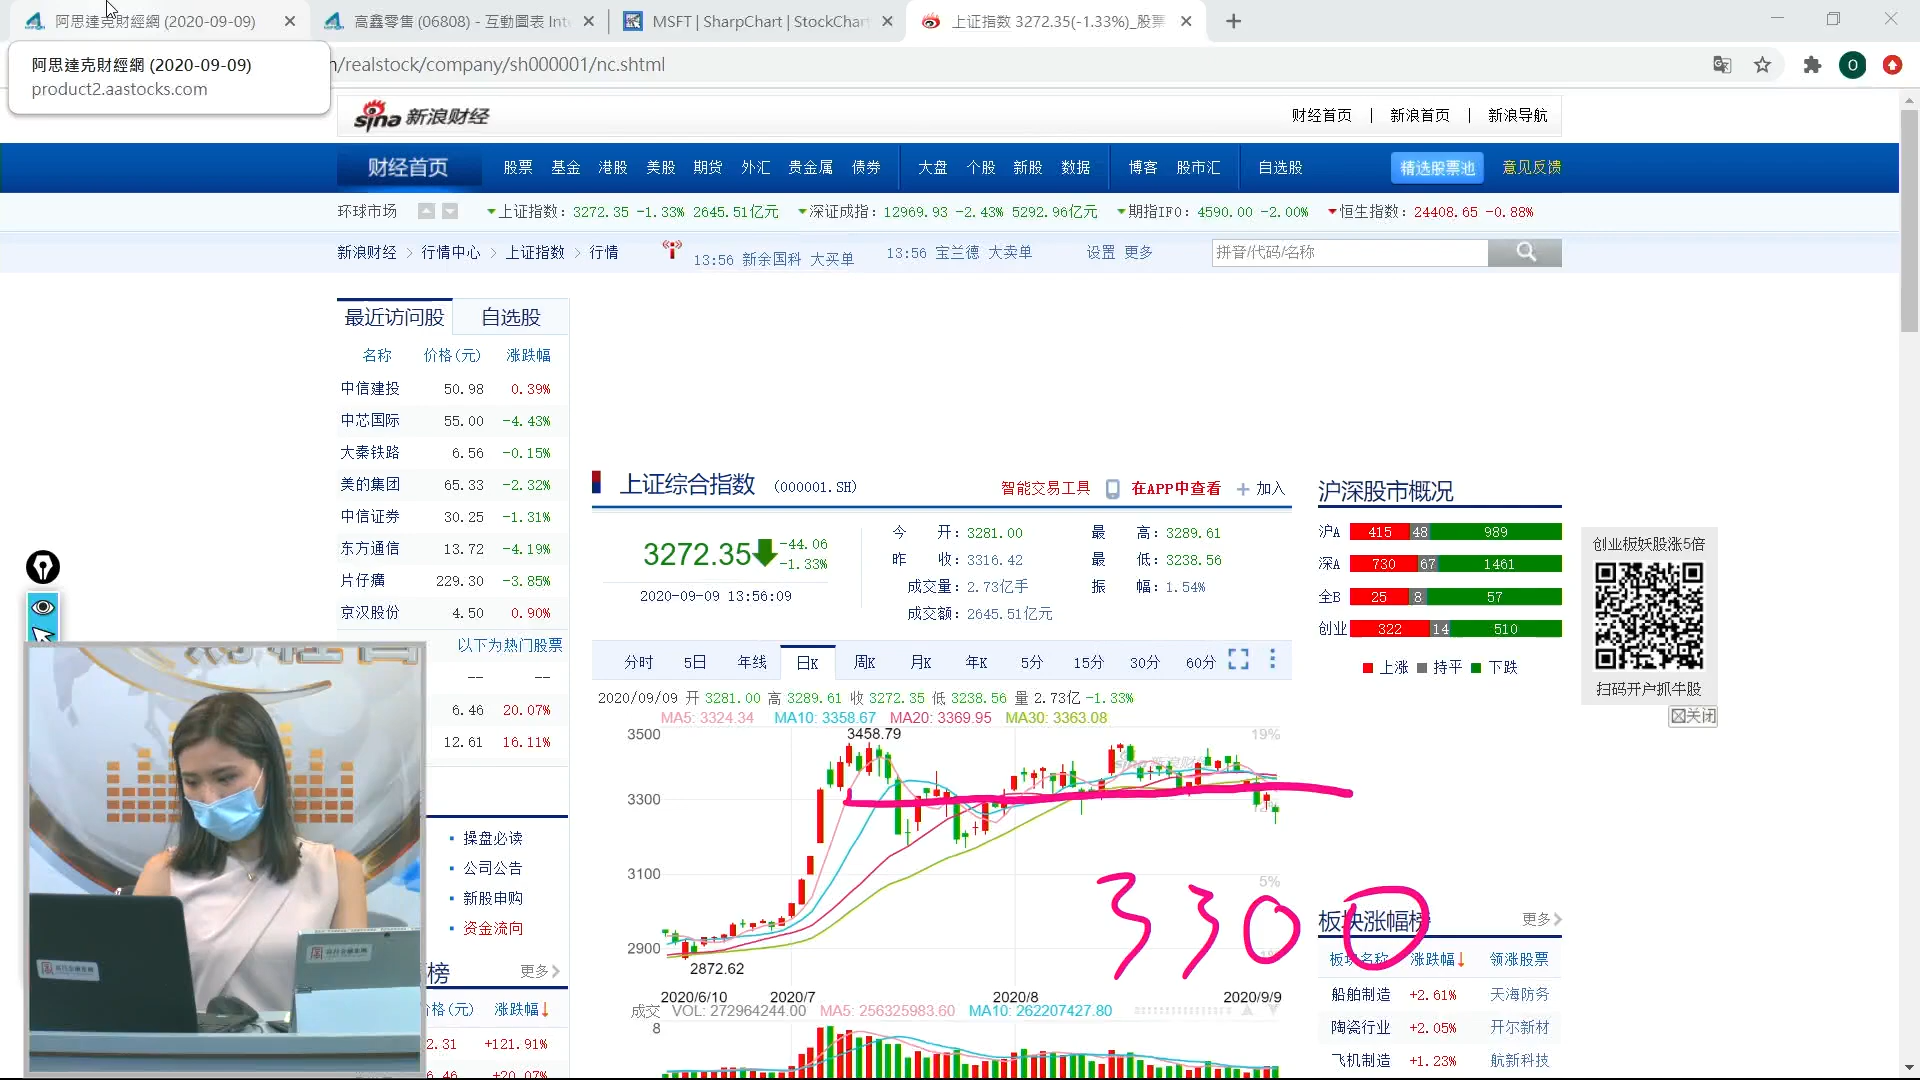 阿思達克財經網 (2020-09-09)
高鑫零售 (06808) - 互動圖表 Int
MSFT | SharpChart | StockChart
上证指数 3272.35(-1.33%)_股票
阿思達克財經網 (2020-09-09)
product2.aastocks.com
/realstock/company/sh000001/nc.shtml
O
sina 新浪财经
财经首页 | 新浪首页 | 新浪导航
财经首页 股票 基金 港股 美股 期货 外汇 贵金属 债券 大盘 个股 新股 数据 博客 股市汇 自选股 精选股票池 意见反馈
环球市场 上证指数: 3272.35 -1.33% 2645.51亿元 深证成指: 12969.93 -2.43% 5292.96亿元 期指IF0: 4590.00 -2.00% 恒生指数: 24408.65 -0.88%
新浪财经 > 行情中心 > 上证指数 > 行情 13:56 新余国科 大买单 13:56 宝兰德 大卖单 设置 更多 拼音/代码/名称
最近访问股 自选股
名称 价格(元) 涨跌幅
中信建投 50.98 0.39%
中芯国际 55.00 -4.43%
大秦铁路 6.56 -0.15%
美的集团 65.33 -2.32%
中信证券 30.25 -1.31%
东方通信 13.72 -4.19%
片仔癀 229.30 -3.85%
京汉股份 4.50 0.90%
以下为热门股票
-- --
6.46 20.07%
12.61 16.11%
操盘必读
公司公告
新股申购
资金流向
榜 更多 >
价格(元) 涨跌幅↓
2.31 +121.91%
6.46 +20.07%
上证综合指数 (000001.SH) 智能交易工具 在APP中查看 + 加入
3272.35 -44.06
-1.33%
2020-09-09 13:56:09
今 开: 3281.00 最 高: 3289.61
昨 收: 3316.42 最 低: 3238.56
成交量: 2.73亿手 振 幅: 1.54%
成交额: 2645.51亿元
分时 5日 年线 日K 周K 月K 年K 5分 15分 30分 60分
2020/09/09 开 3281.00 高 3289.61 收 3272.35 低 3238.56 量 2.73亿 -1.33%
MA5: 3324.34 MA10: 3358.67 MA20: 3369.95 MA30: 3363.08
3500 3458.79 19%
3300
3100 5%
2900
2872.62
3300
2020/6/10 2020/7 2020/8 2020/9/9
成交 VOL: 272964244.00 MA5: 256325983.60 MA10: 262207427.80
8
沪深股市概况
沪A 415 48 989
深A 730 67 1461
全B 25 8 57
创业 322 14 510
上涨 持平 下跌
创业板妖股涨5倍
扫码开户抓牛股
关闭
板块涨幅榜 更多 >
板块名称 涨跌幅↓ 领涨股票
船舶制造 +2.61% 天海防务
陶瓷行业 +2.05% 开尔新材
飞机制造 +1.23% 航新科技